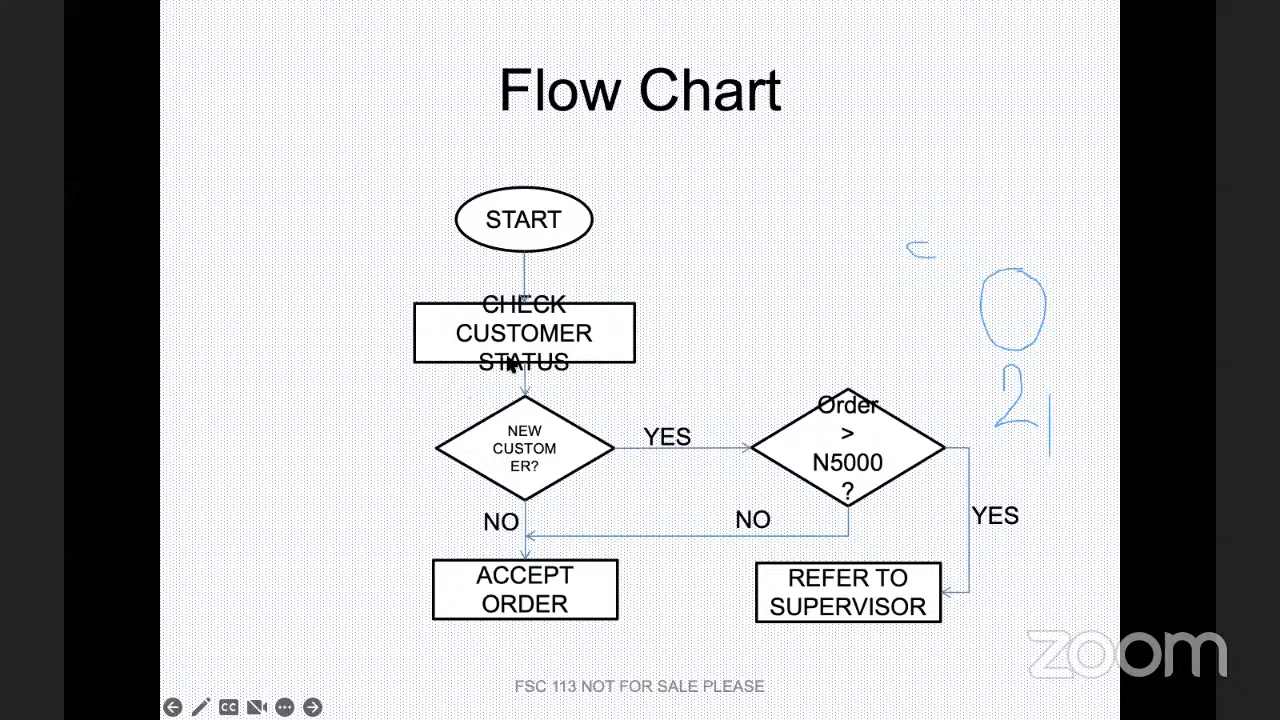 Flow Chart
START
CHECK
CUSTOMER
STATUS
NEW
CUSTOM
ER?
YES
Order
>
N5000
?
NO
NO
YES
ACCEPT
ORDER
REFER TO
SUPERVISOR
zoom
FSC 113 NOT FOR SALE PLEASE
CC